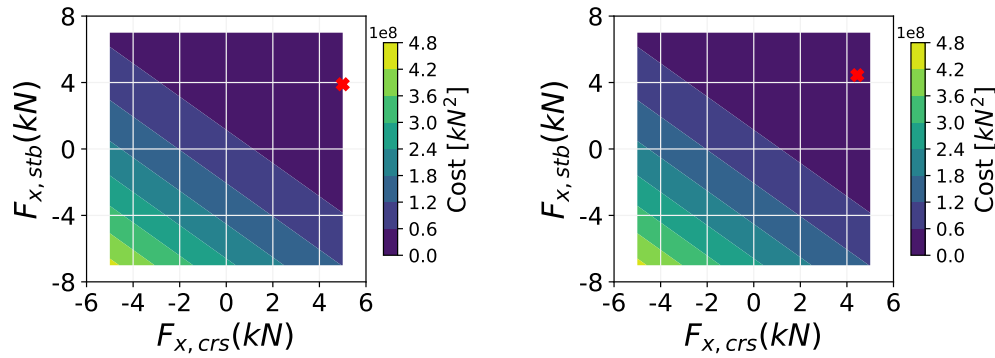 8
4
0
-4
-8
-6 -4 -2 0 2 4 6
F_{x, stb}(kN)
F_{x, crs}(kN)
1e8
4.8
4.2
3.6
3.0
2.4
1.8
1.2
0.6
0.0
Cost [kN^2]
8
4
0
-4
-8
-6 -4 -2 0 2 4 6
F_{x, stb}(kN)
F_{x, crs}(kN)
1e8
4.8
4.2
3.6
3.0
2.4
1.8
1.2
0.6
0.0
Cost [kN^2]